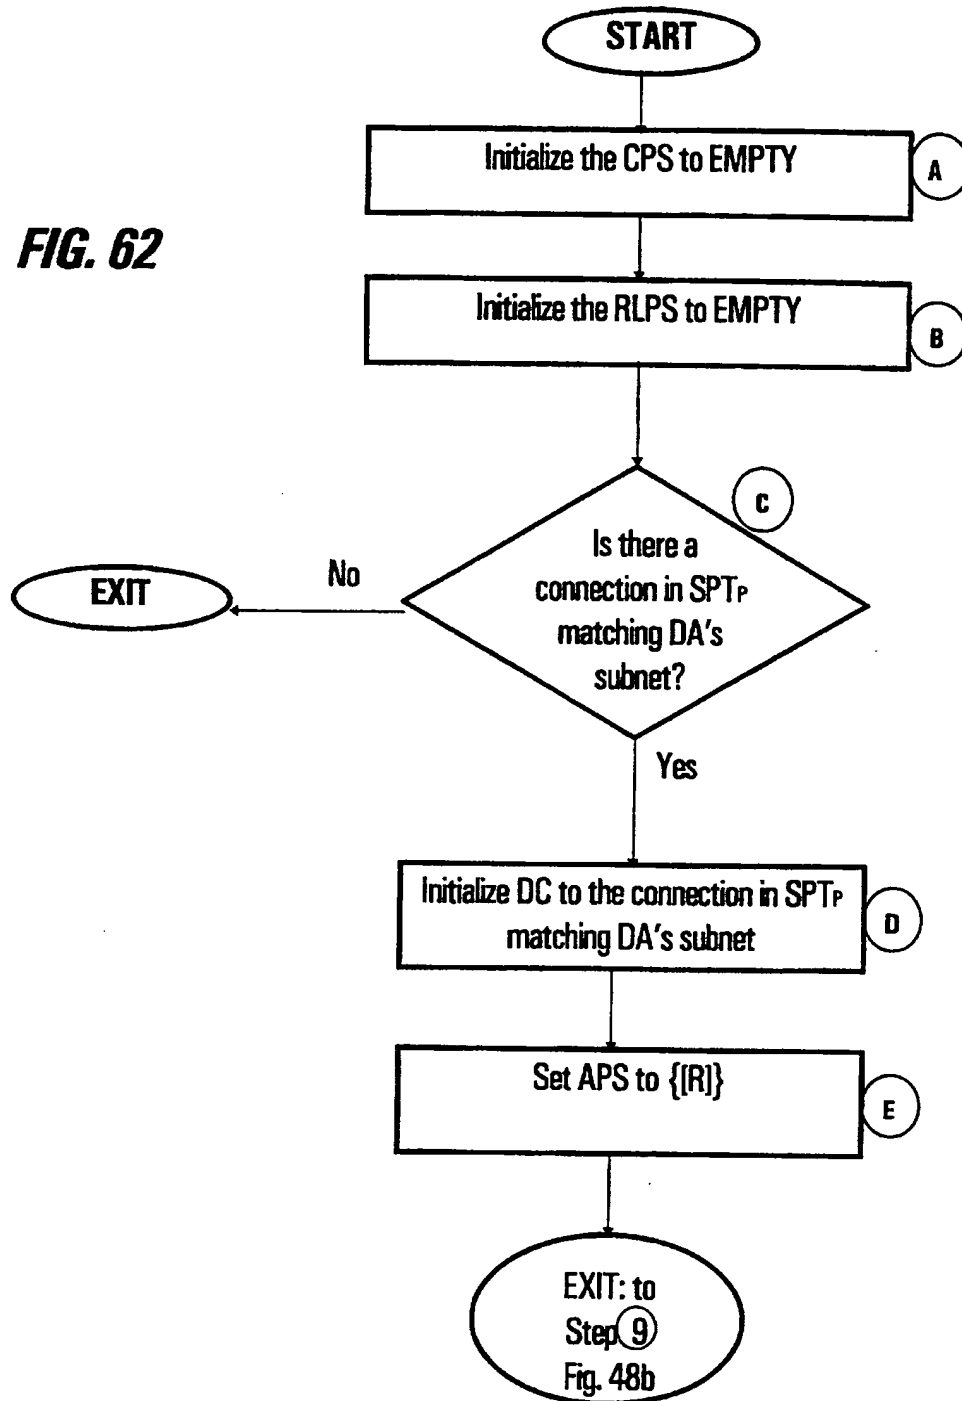 START
Initialize the CPS to EMPTY
A
FIG. 62
Initialize the RLPS to EMPTY
B
C
Is there a
connection in SPTP
matching DA's
subnet?
No
EXIT
Yes
Initialize DC to the connection in SPTP
matching DA's subnet
D
Set APS to {[R]}
E
EXIT: to
Step 9
Fig. 48b